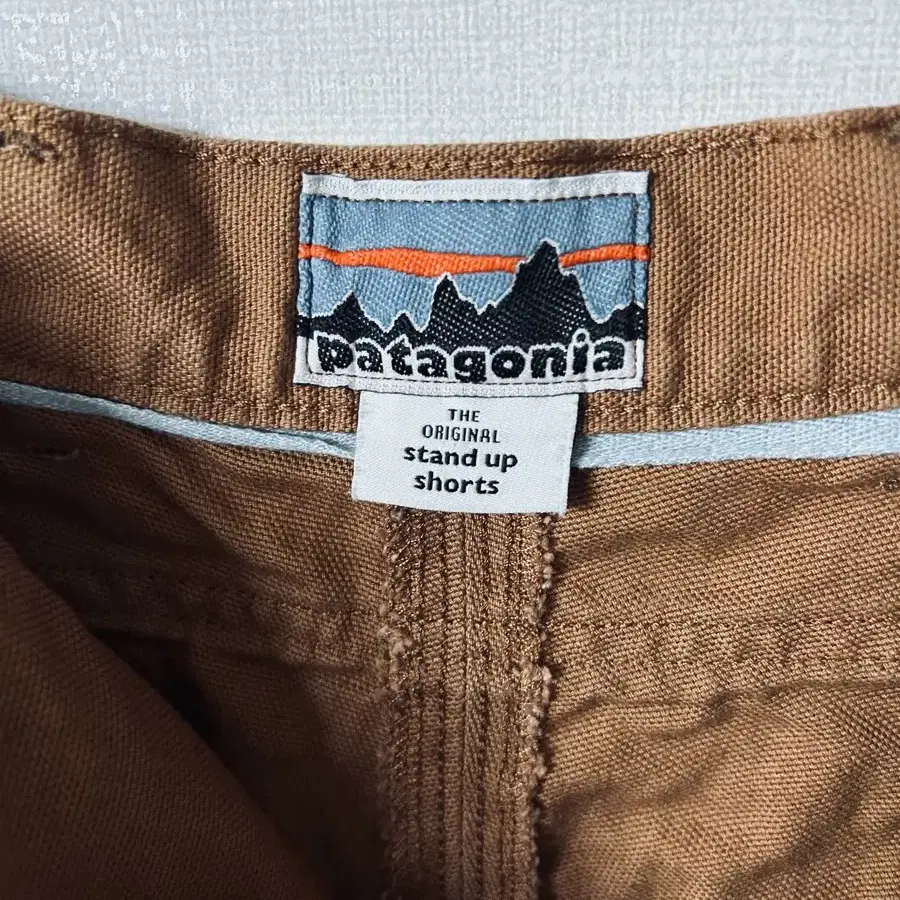 patagonia
THE
ORIGINAL
stand up
shorts